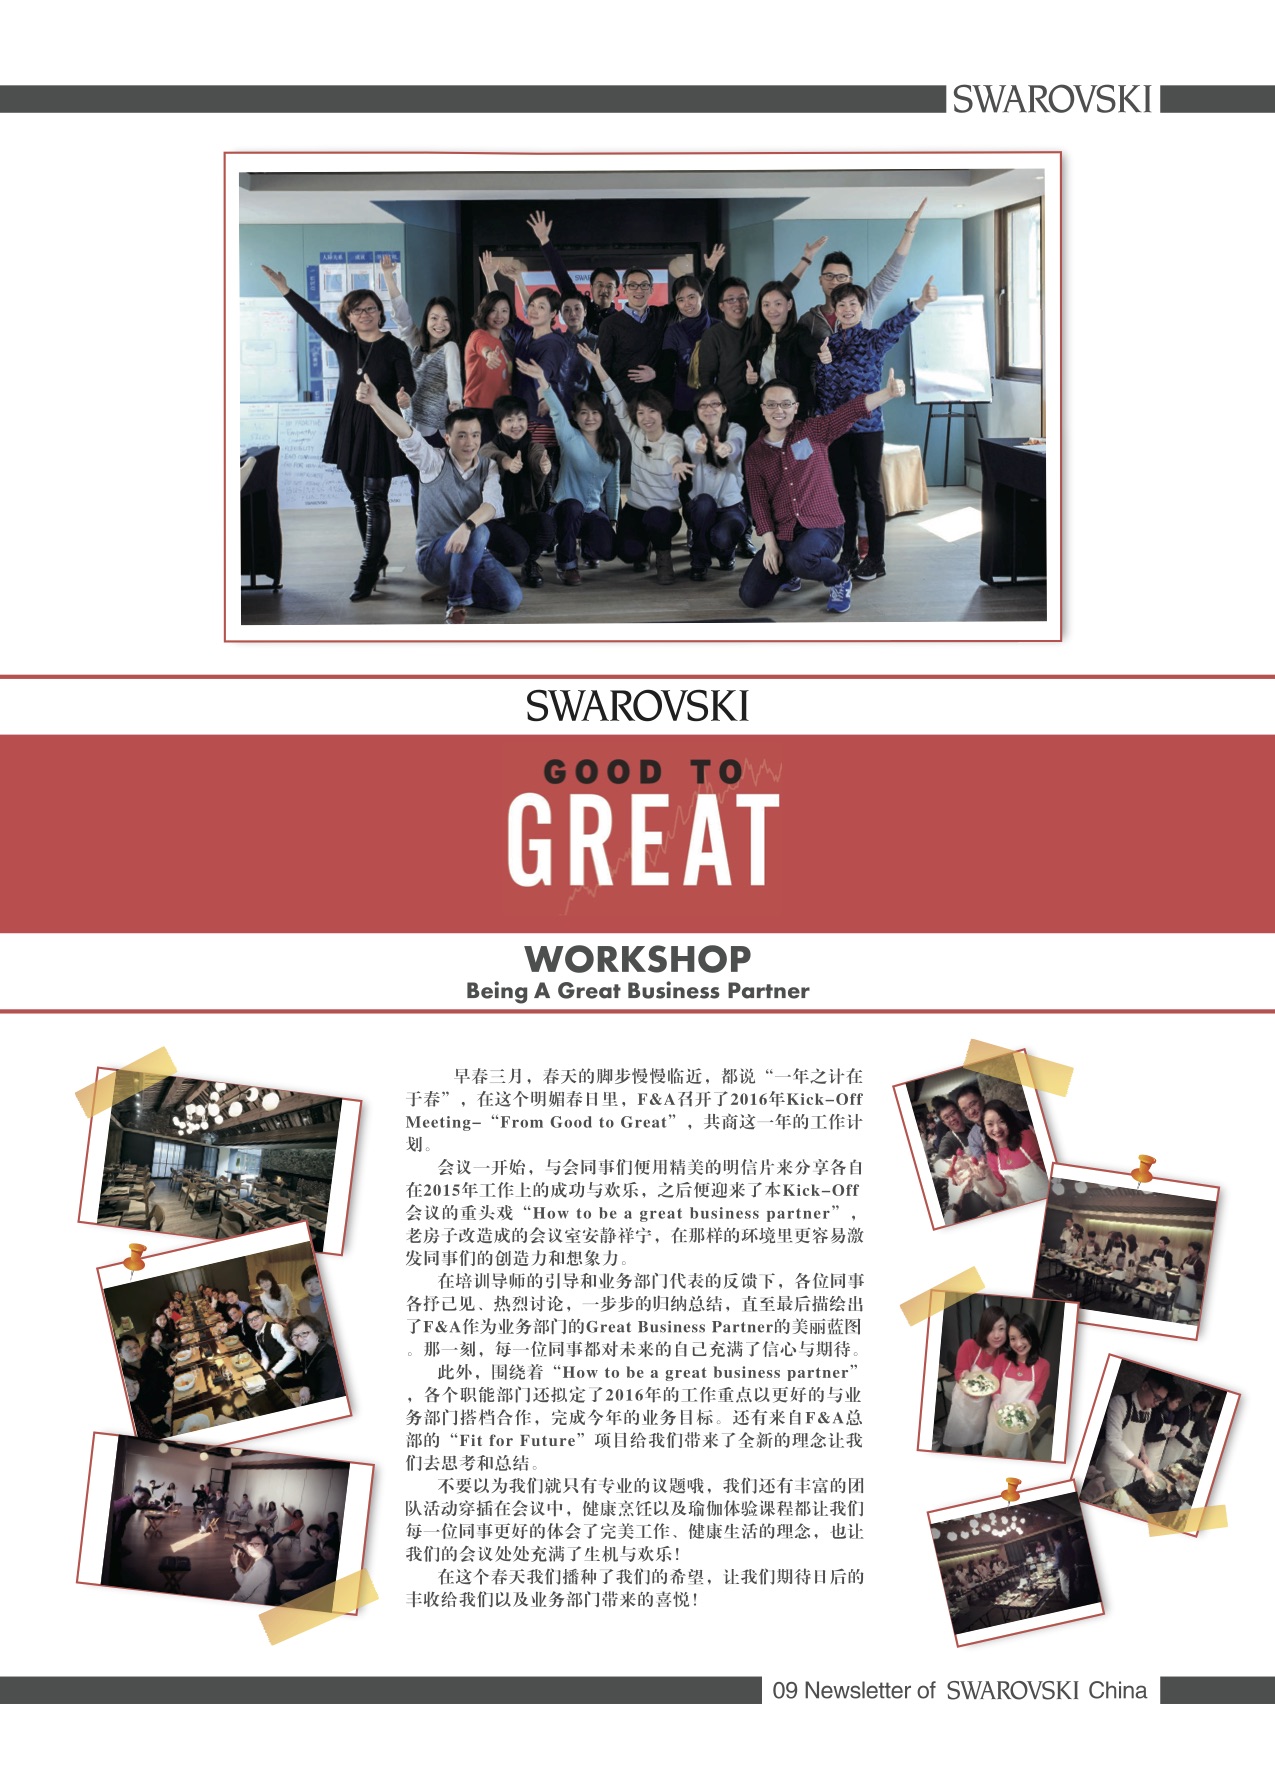 SWAROVSKI
SWAROVSKI
GOOD TO
GREAT
WORKSHOP
Being A Great Business Partner
早春三月，春天的脚步慢慢临近，都说“一年之计在
于春”，在这个明媚春日里，F&A召开了2016年Kick-Off
Meeting-“From Good to Great”，共商这一年的工作计
划。
会议一开始，与会同事们便用精美的明信片来分享各自
在2015年工作上的成功与欢乐，之后便迎来了本Kick-Off
会议的重头戏“How to be a great business partner”，
老房子改造成的会议室安静祥宁，在那样的环境里更容易激
发同事们的创造力和想象力。
在培训导师的引导和业务部门代表的反馈下，各位同事
各抒己见、热烈讨论，一步步的归纳总结，直至最后描绘出
了F&A作为业务部门的Great Business Partner的美丽蓝图
。那一刻，每一位同事都对未来的自己充满了信心与期待。
此外，围绕着“How to be a great business partner”
，各个职能部门还拟定了2016年的工作重点以更好的与业
务部门搭档合作，完成今年的业务目标。还有来自F&A总
部的“Fit for Future”项目给我们带来了全新的理念让我
们去思考和总结。
不要以为我们就只有专业的议题哦，我们还有丰富的团
队活动穿插在会议中，健康烹饪以及瑜伽体验课程都让我们
每一位同事更好的体会了完美工作、健康生活的理念，也让
我们的会议处处充满了生机与欢乐！
在这个春天我们播种了我们的希望，让我们期待日后的
丰收给我们以及业务部门带来的喜悦！
09 Newsletter of SWAROVSKI China